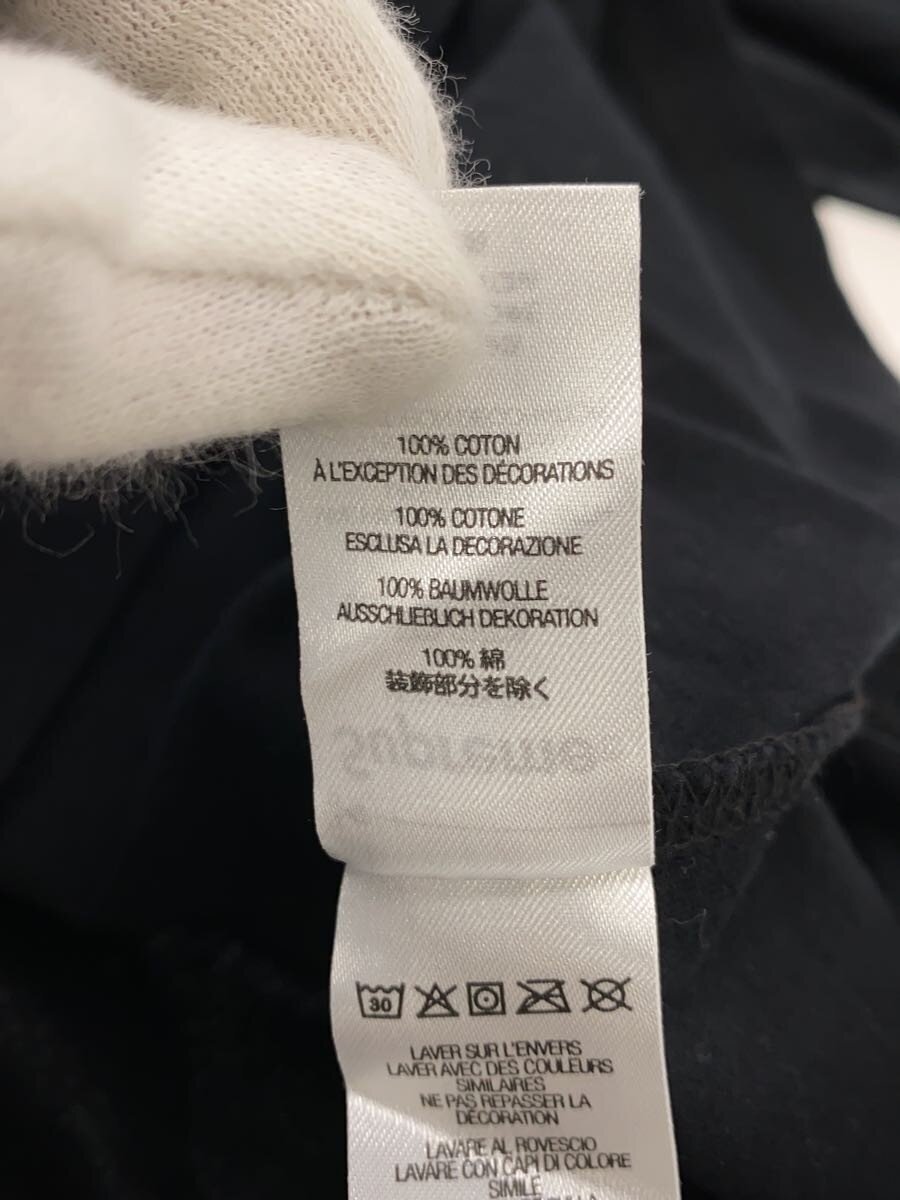 100% COTON
À L'EXCEPTION DES DÉCORATIONS
100% COTONE
ESCLUSA LA DECORAZIONE
100% BAUMWOLLE
AUSSCHLIEBLICH DEKORATION
100% 綿
装飾部分を除く
Supreme
30
LAVER SUR L'ENVERS
LAVER AVEC DES COULEURS
SIMILAIRES
NE PAS REPASSER LA
DÉCORATION
LAVARE AL ROVESCIO
LAVARE CON CAPI DI COLORE
SIMILE